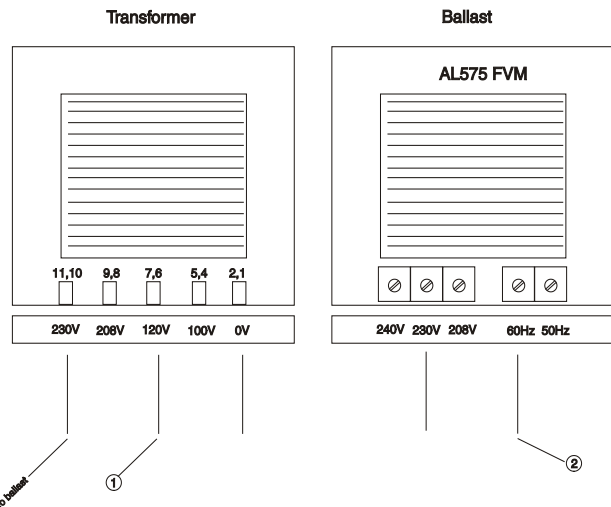 Transformer
Ballast
AL575 FVM
11,10 9,8 7,6 5,4 2,1
230V 208V 120V 100V 0V
240V 230V 208V 60Hz 50Hz
ballast
1
2